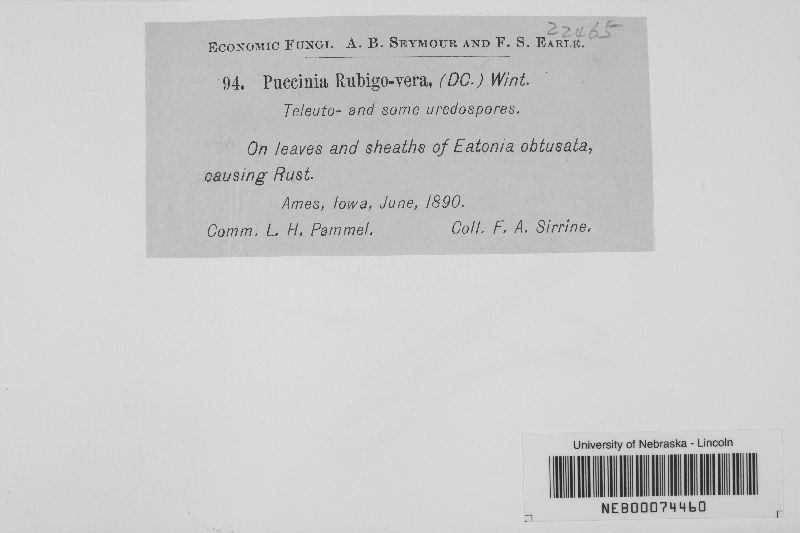 22465
Economic Fungi. A. B. Seymour and F. S. Earle.
94. Puccinia Rubigo-vera, (DC.) Wint.
Teleuto- and some uredospores.
On leaves and sheaths of Eatonia obtusata,
causing Rust.
Ames, Iowa, June, 1890.
Comm. L. H. Pammel. Coll. F. A. Sirrine.
University of Nebraska - Lincoln
NEB00074460